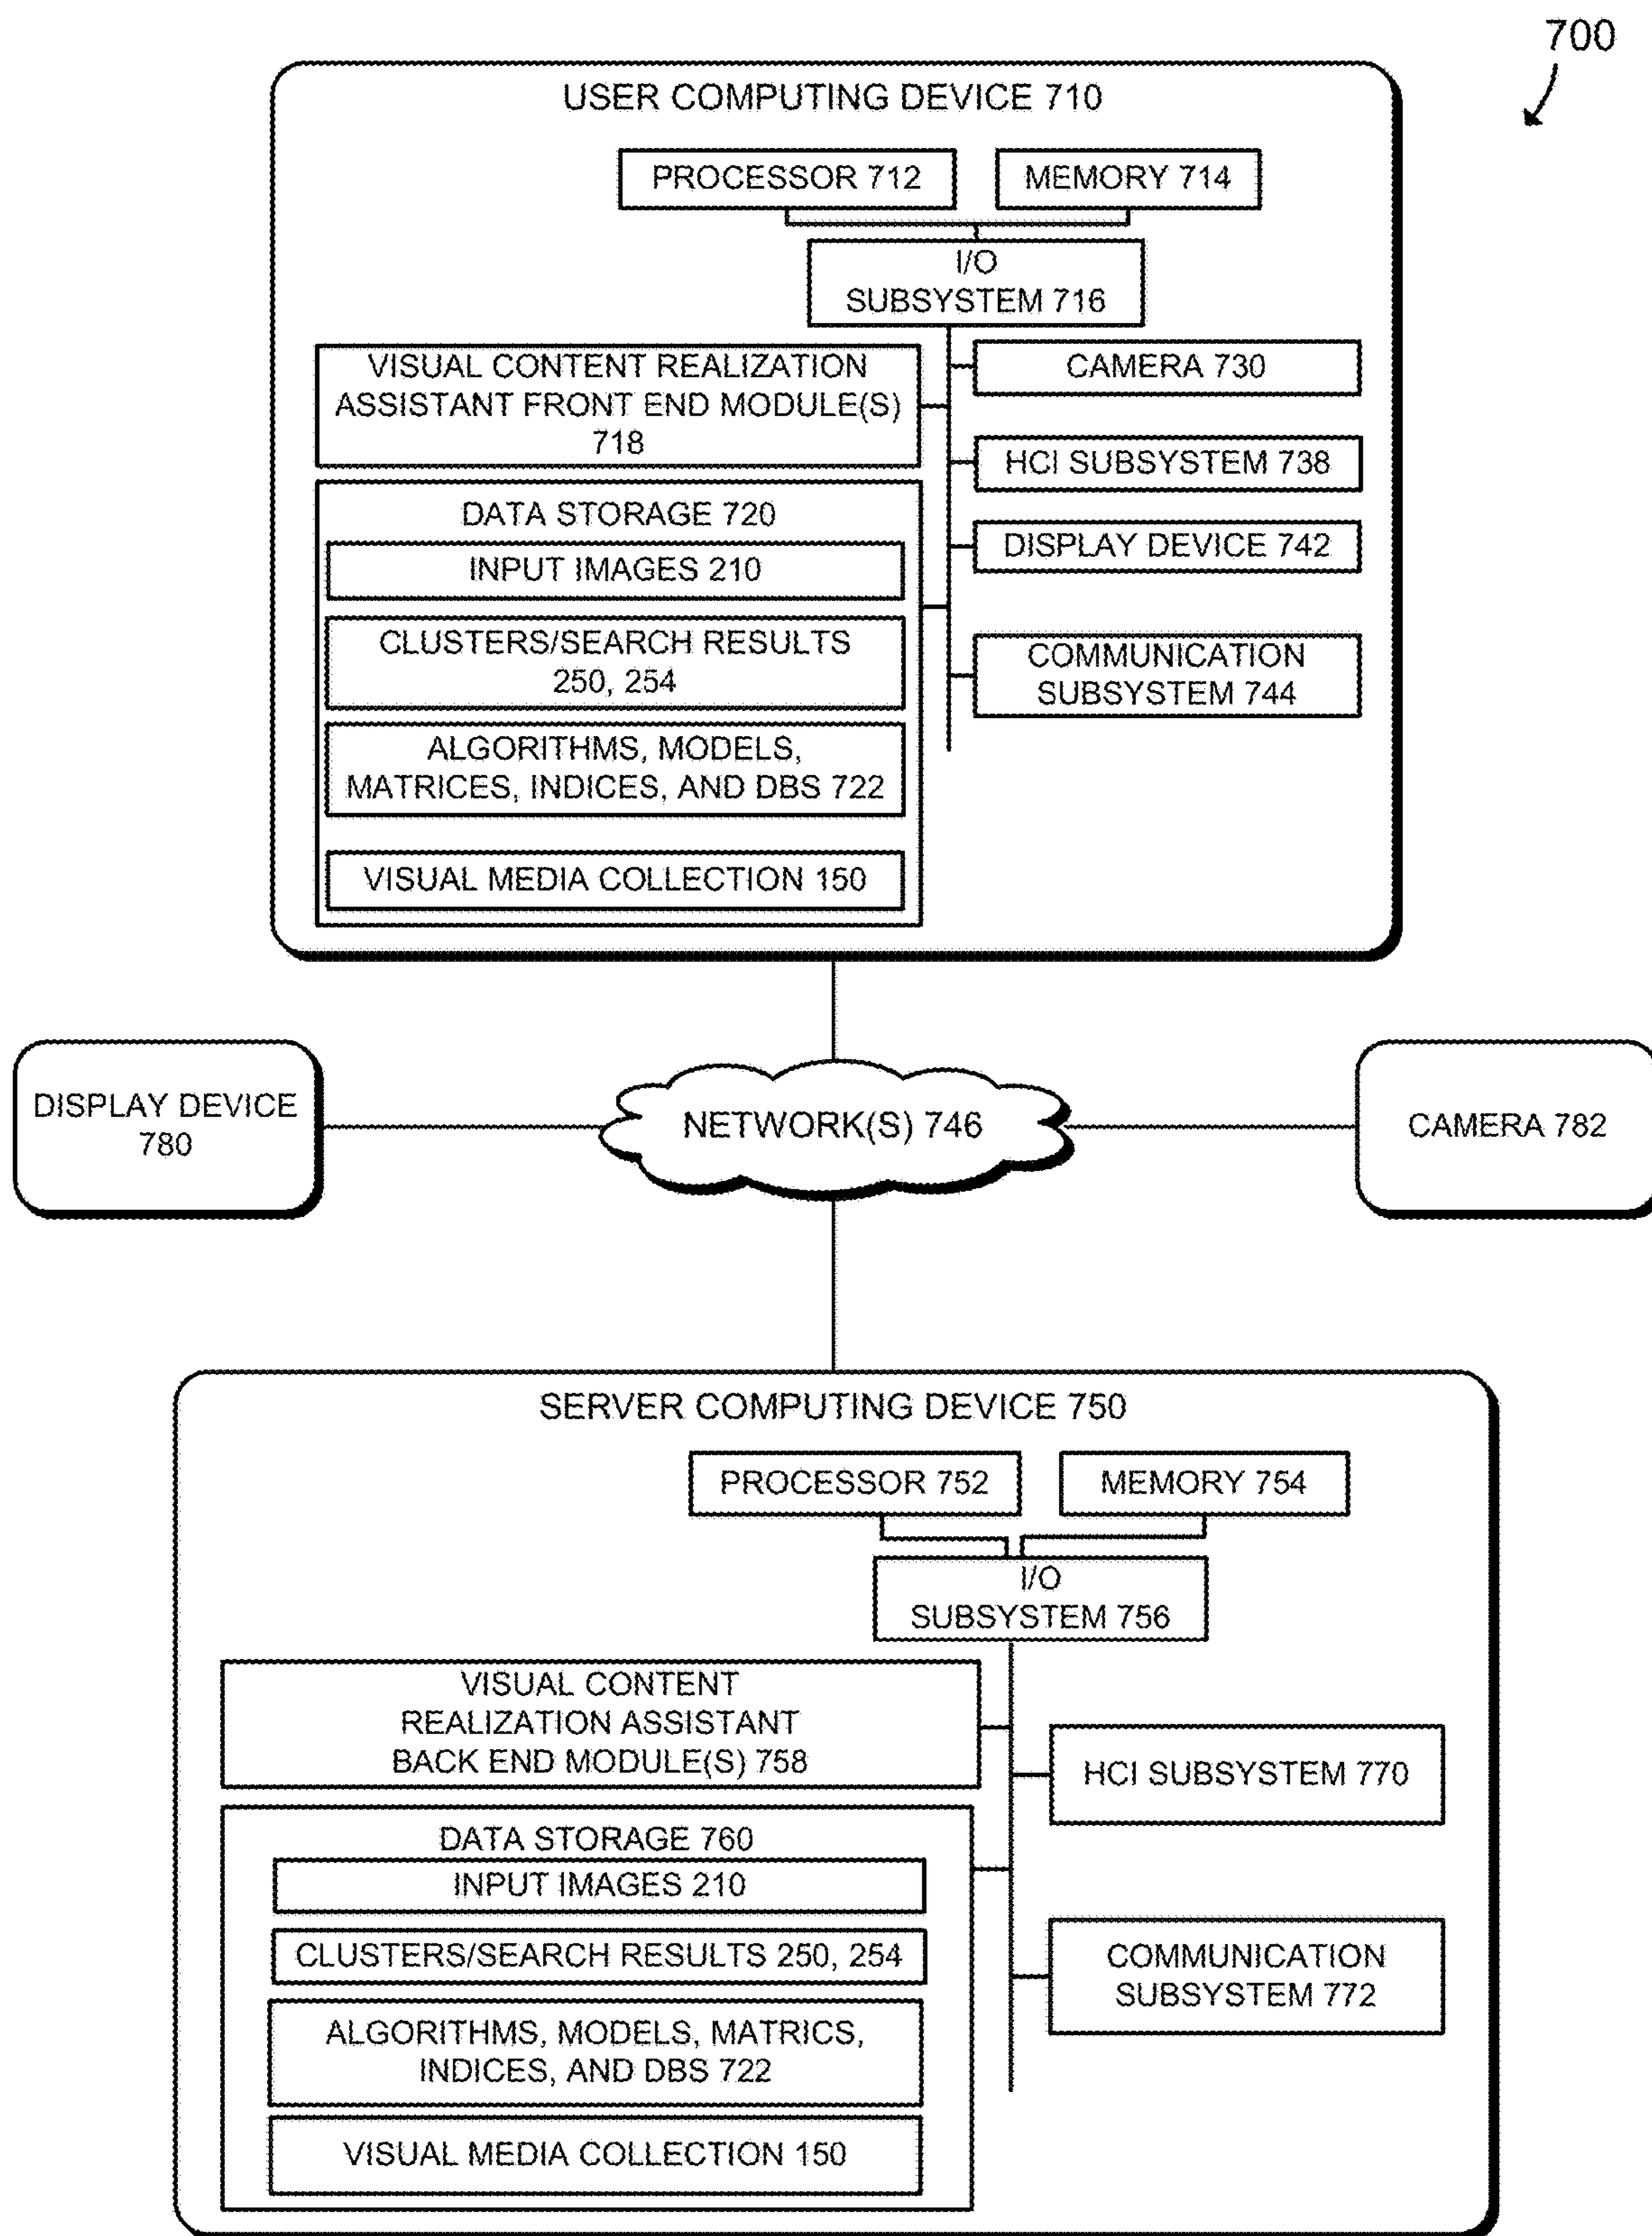 700
USER COMPUTING DEVICE 710
PROCESSOR 712
MEMORY 714
I/O
SUBSYSTEM 716
VISUAL CONTENT REALIZATION
ASSISTANT FRONT END MODULE(S)
718
CAMERA 730
HCI SUBSYSTEM 738
DATA STORAGE 720
DISPLAY DEVICE 742
INPUT IMAGES 210
CLUSTERS/SEARCH RESULTS
250, 254
COMMUNICATION
SUBSYSTEM 744
ALGORITHMS, MODELS,
MATRICES, INDICES, AND DBS 722
VISUAL MEDIA COLLECTION 150
DISPLAY DEVICE
780
NETWORK(S) 746
CAMERA 782
SERVER COMPUTING DEVICE 750
PROCESSOR 752
MEMORY 754
I/O
SUBSYSTEM 756
VISUAL CONTENT
REALIZATION ASSISTANT
BACK END MODULE(S) 758
HCI SUBSYSTEM 770
DATA STORAGE 760
INPUT IMAGES 210
CLUSTERS/SEARCH RESULTS 250, 254
COMMUNICATION
SUBSYSTEM 772
ALGORITHMS, MODELS, MATRICS,
INDICES, AND DBS 722
VISUAL MEDIA COLLECTION 150